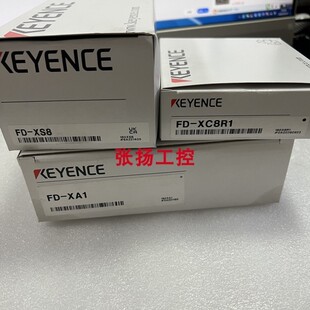 KEYENCE
FD-XS8
KEYENCE
FD-XC8R1
张扬工控
KEYENCE
FD-XA1